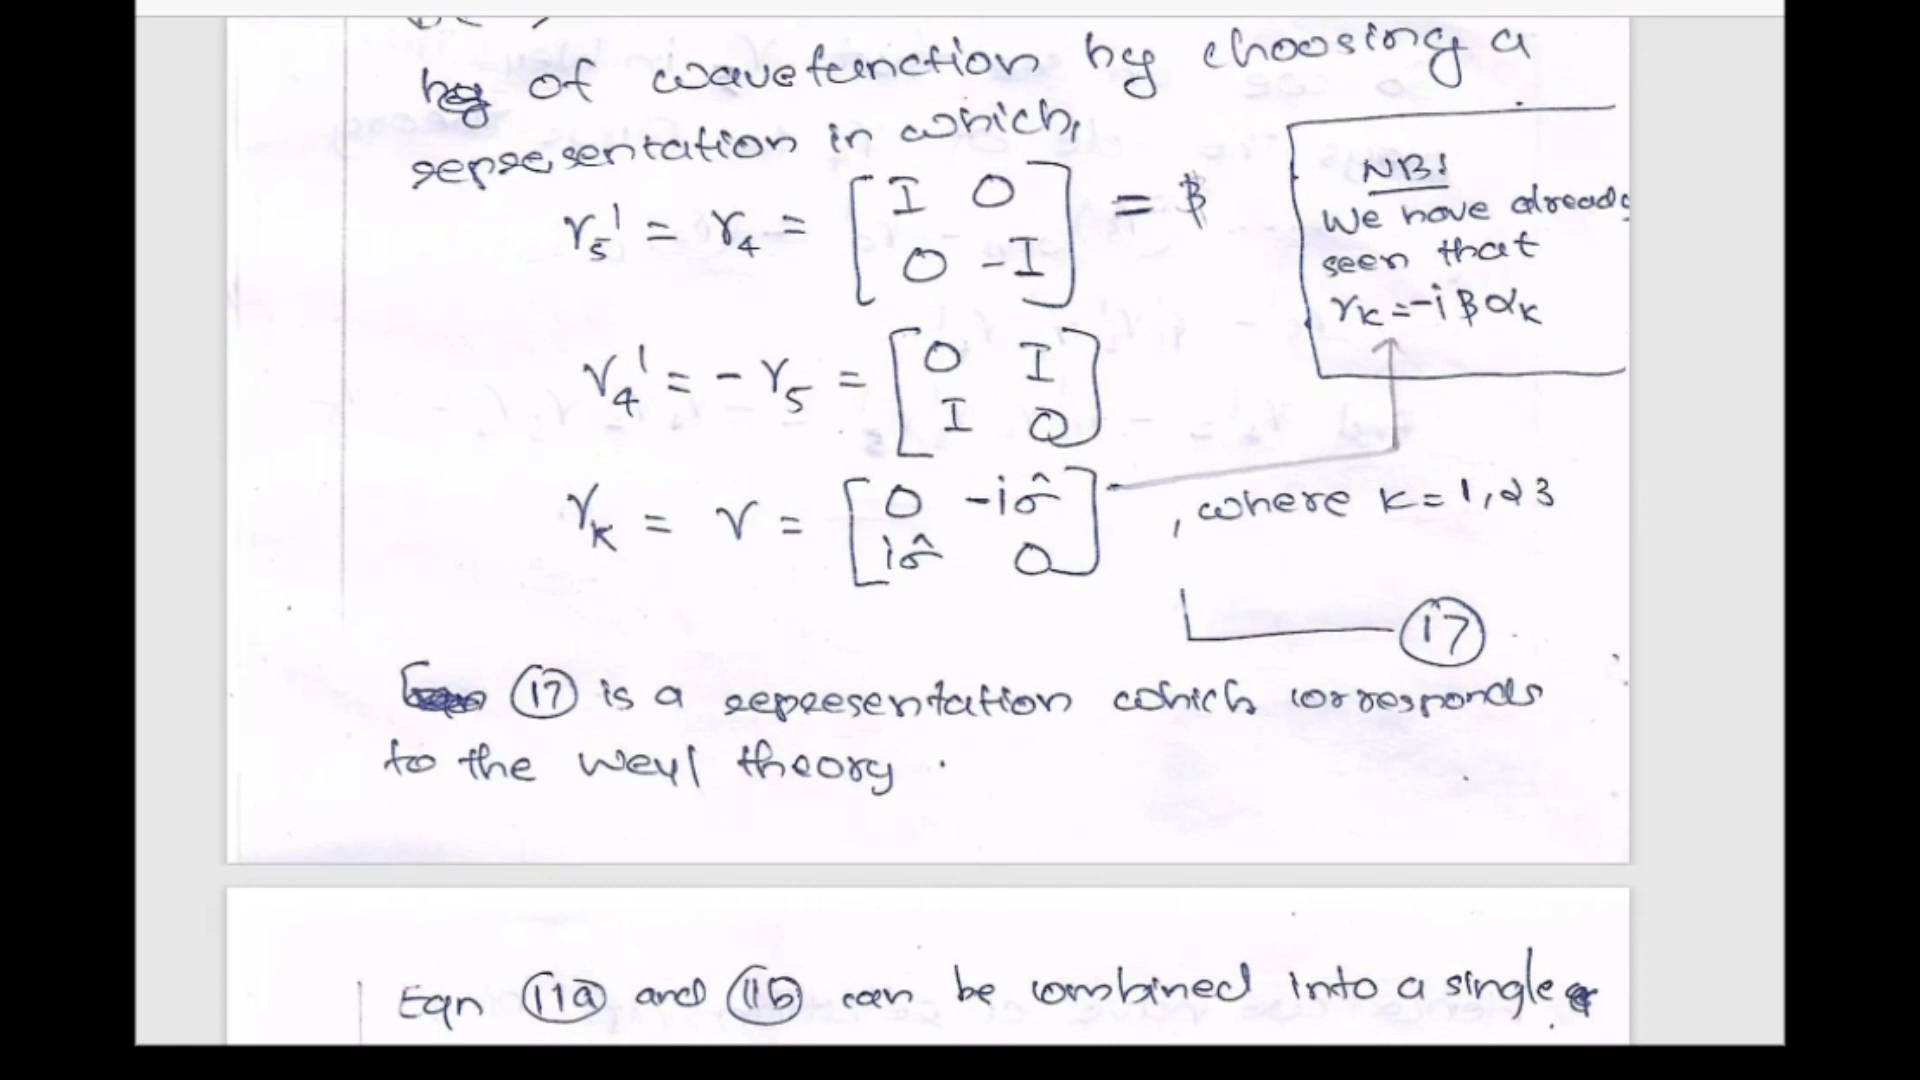 of wavefunction by choosing a
representation in which,
γ₅' = γ₄ = [I 0; 0 -I] = β
γ₄' = -γ₅ = [0 I; I 0]
γₖ = γ = [0 -iσ̂; iσ̂ 0], where k = 1,2 3
NB:
We have already
seen that
γₖ = -iβαₖ
17
17 is a representation which corresponds
to the Weyl theory.
Eqn 11a and 11b can be combined into a single